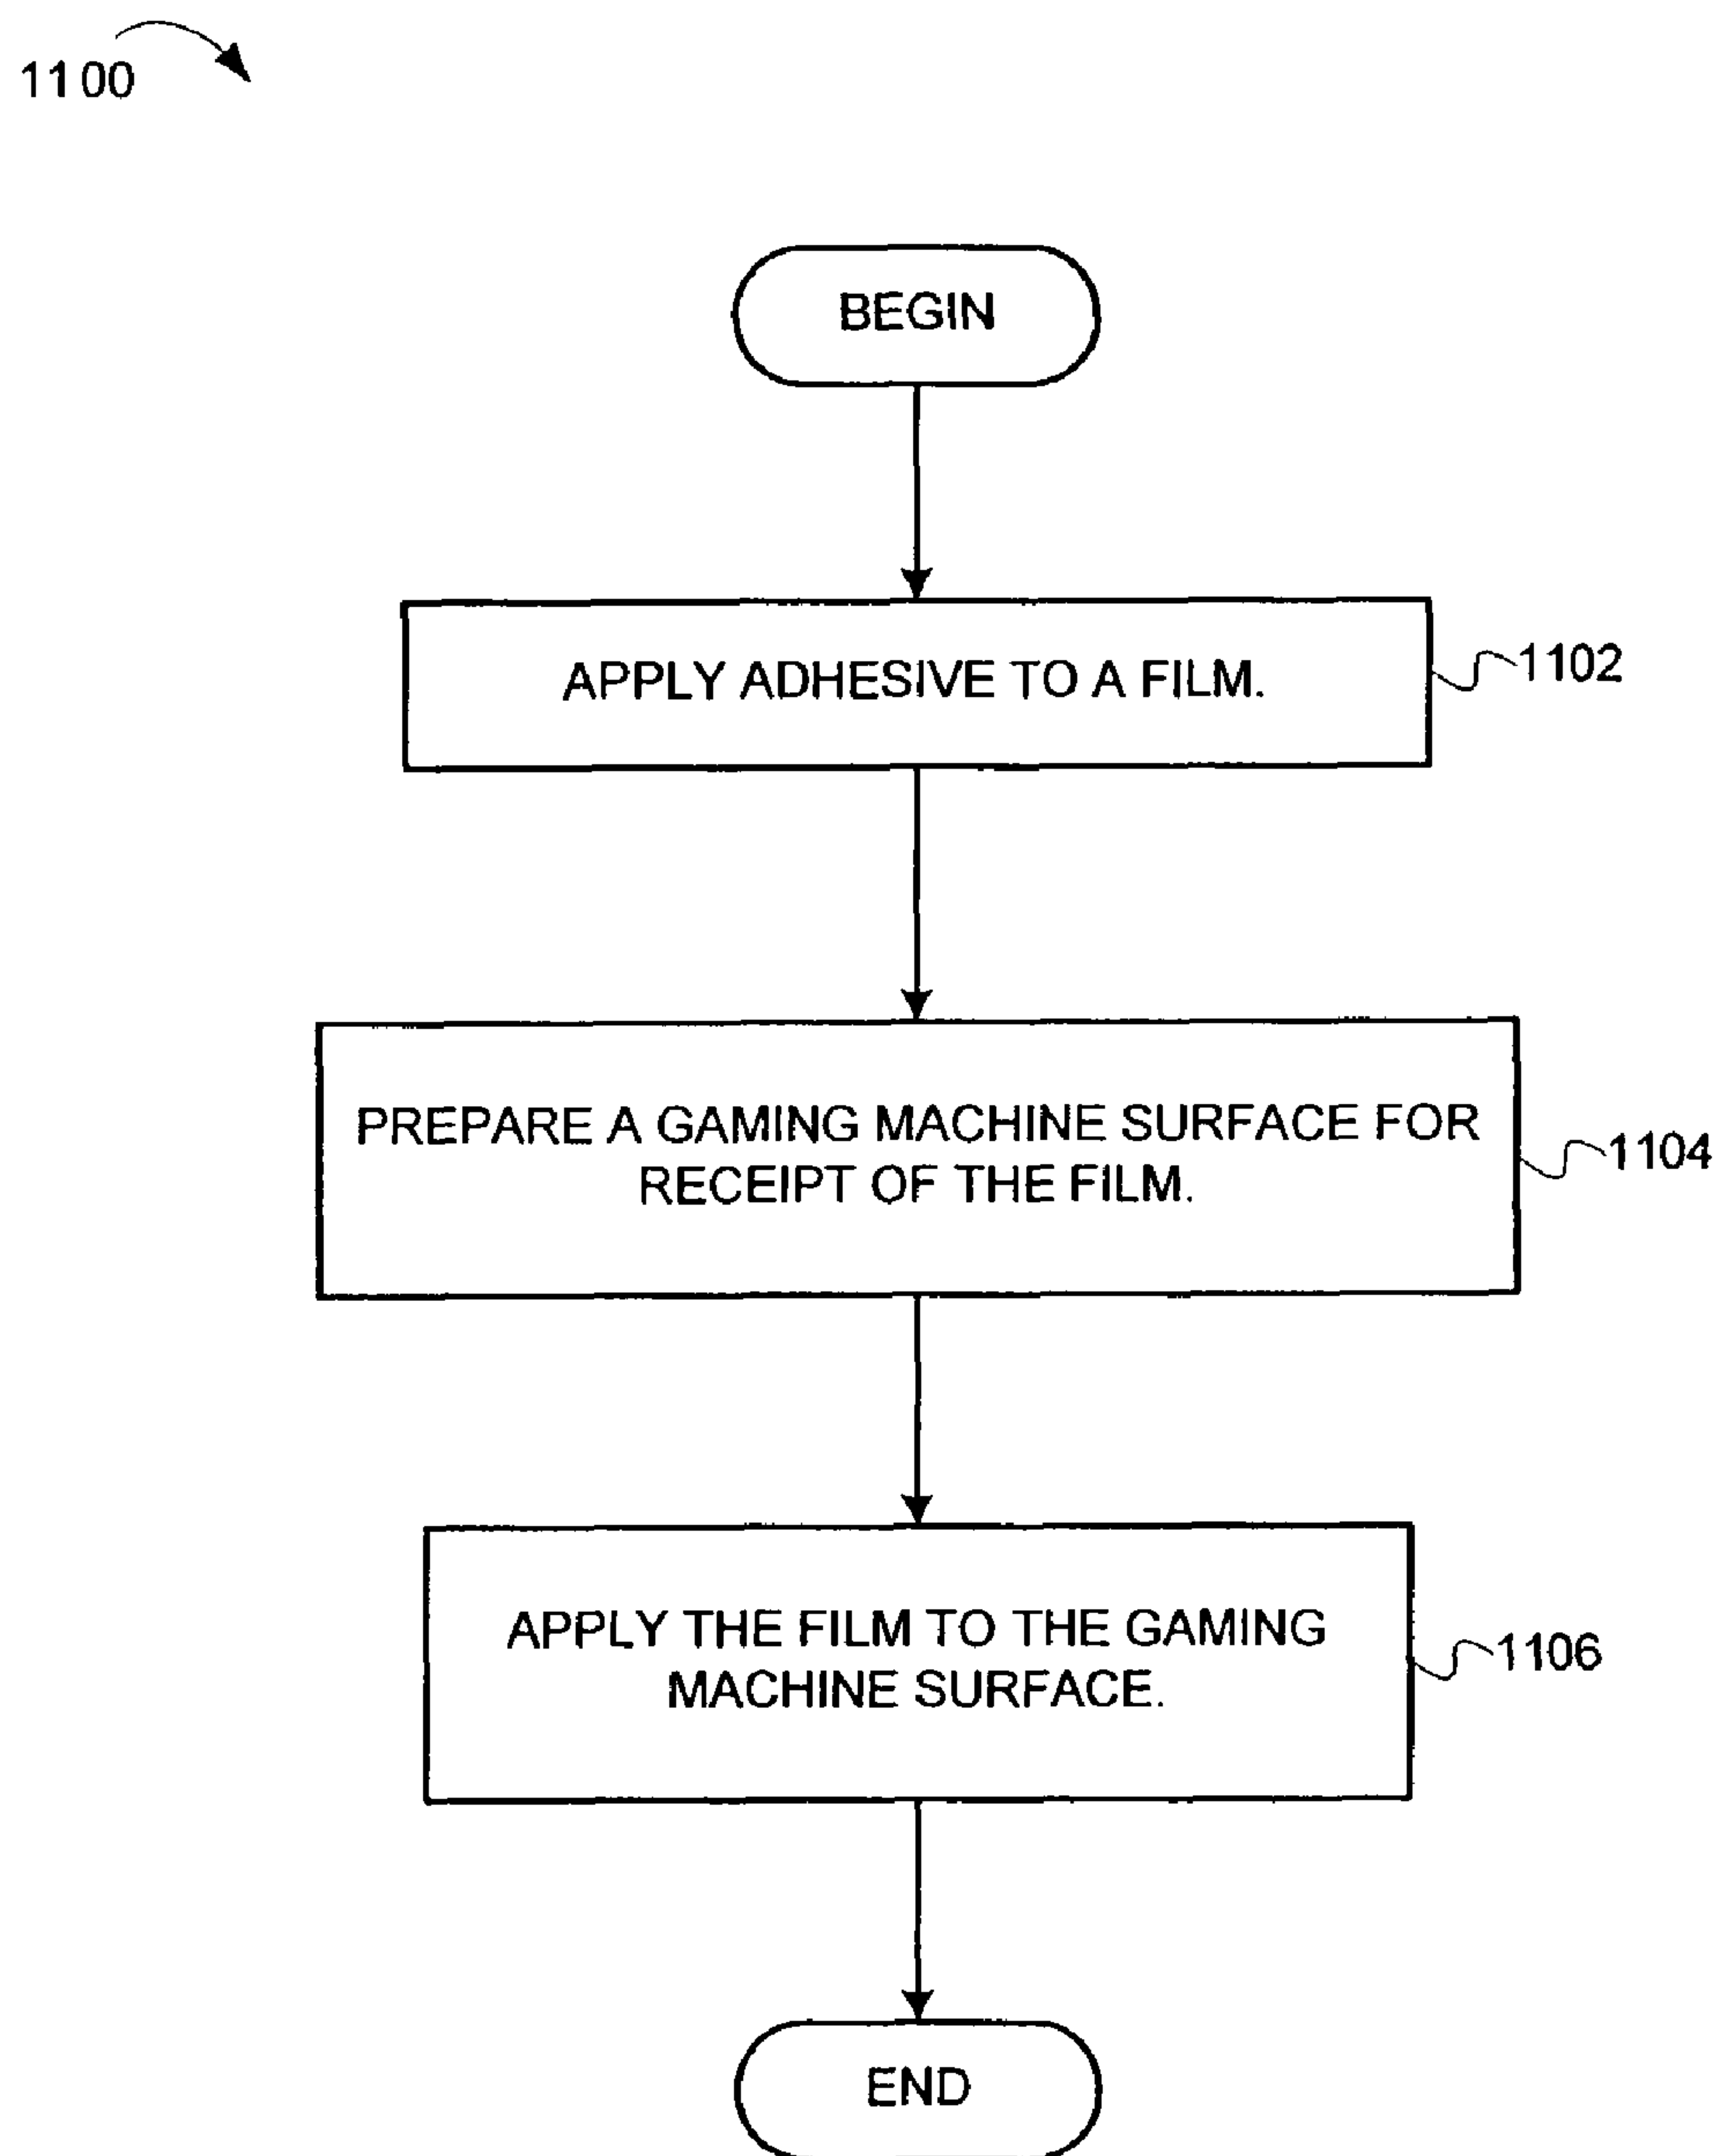 1100
BEGIN
APPLY ADHESIVE TO A FILM.
1102
PREPARE A GAMING MACHINE SURFACE FOR
RECEIPT OF THE FILM.
1104
APPLY THE FILM TO THE GAMING
MACHINE SURFACE.
1106
END